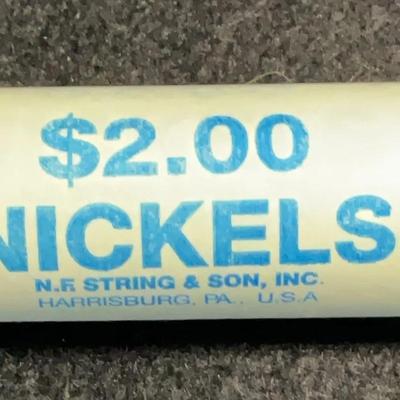 $2.00
NICKELS
N.F. STRING & SON, INC.
HARRISBURG, PA., U.S.A